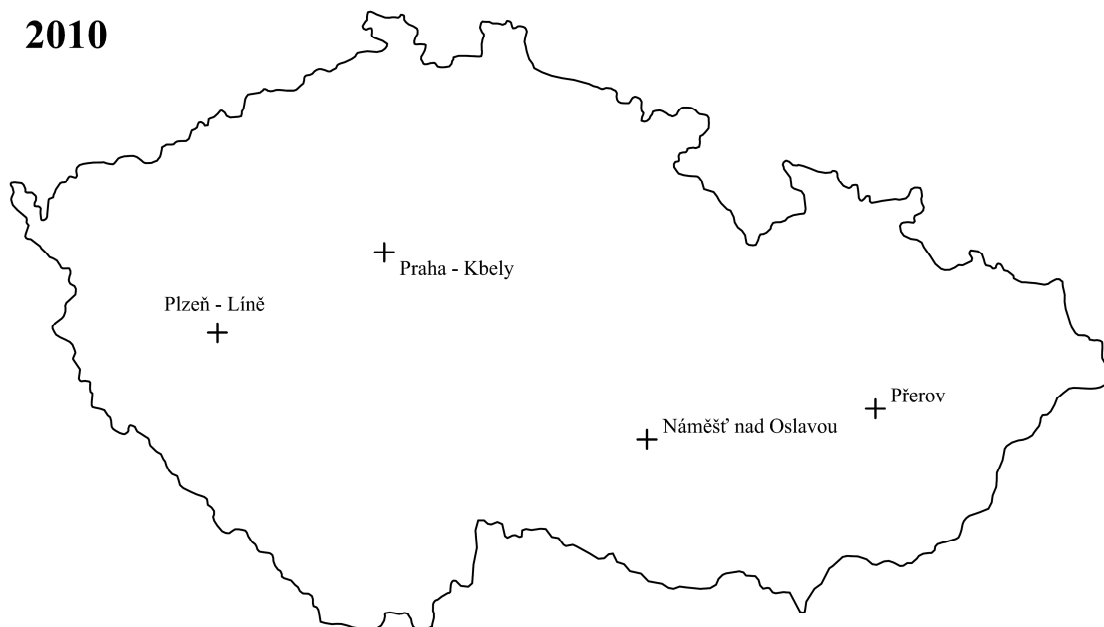 2010
Praha - Kbely
Plzeň - Líně
Přerov
Náměšť nad Oslavou